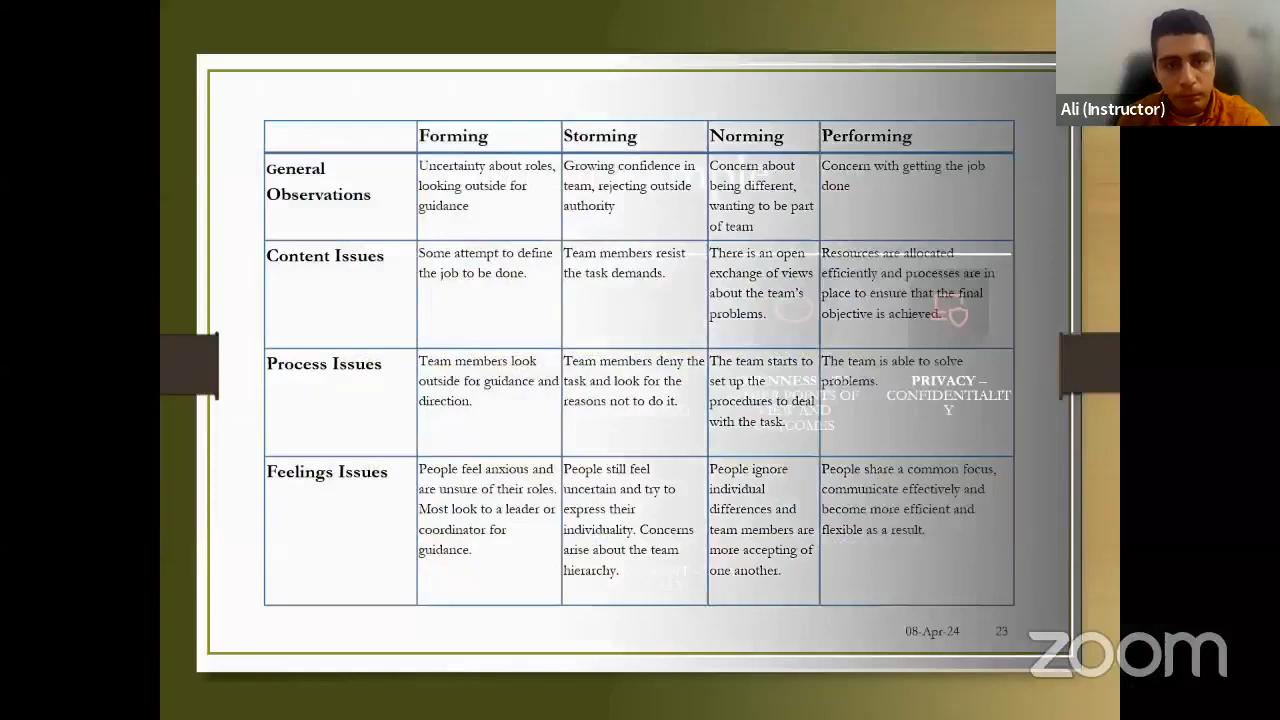 Ali (Instructor)
Forming
Storming
Norming
Performing
General
Observations
Uncertainty about roles,
looking outside for
guidance
Growing confidence in
team, rejecting outside
authority
Concern about
being different,
wanting to be part
of team
Concern with getting the job
done
Content Issues
Some attempt to define
the job to be done.
Team members resist
the task demands.
There is an open
exchange of views
about the team's
problems.
Resources are allocated
efficiently and processes are in
place to ensure that the final
objective is achieved.
Process Issues
Team members look
outside for guidance and
direction.
Team members deny the
task and look for the
reasons not to do it.
The team starts to
set up the
procedures to deal
with the task.
The team is able to solve
problems.
PRIVACY –
CONFIDENTIALIT
Y
POINTS OF
VIEW AND
Feelings Issues
People feel anxious and
are unsure of their roles.
Most look to a leader or
coordinator for
guidance.
People still feel
uncertain and try to
express their
individuality. Concerns
arise about the team
hierarchy.
People ignore
individual
differences and
team members are
more accepting of
one another.
People share a common focus,
communicate effectively and
become more efficient and
flexible as a result.
08-Apr-24
23
zoom